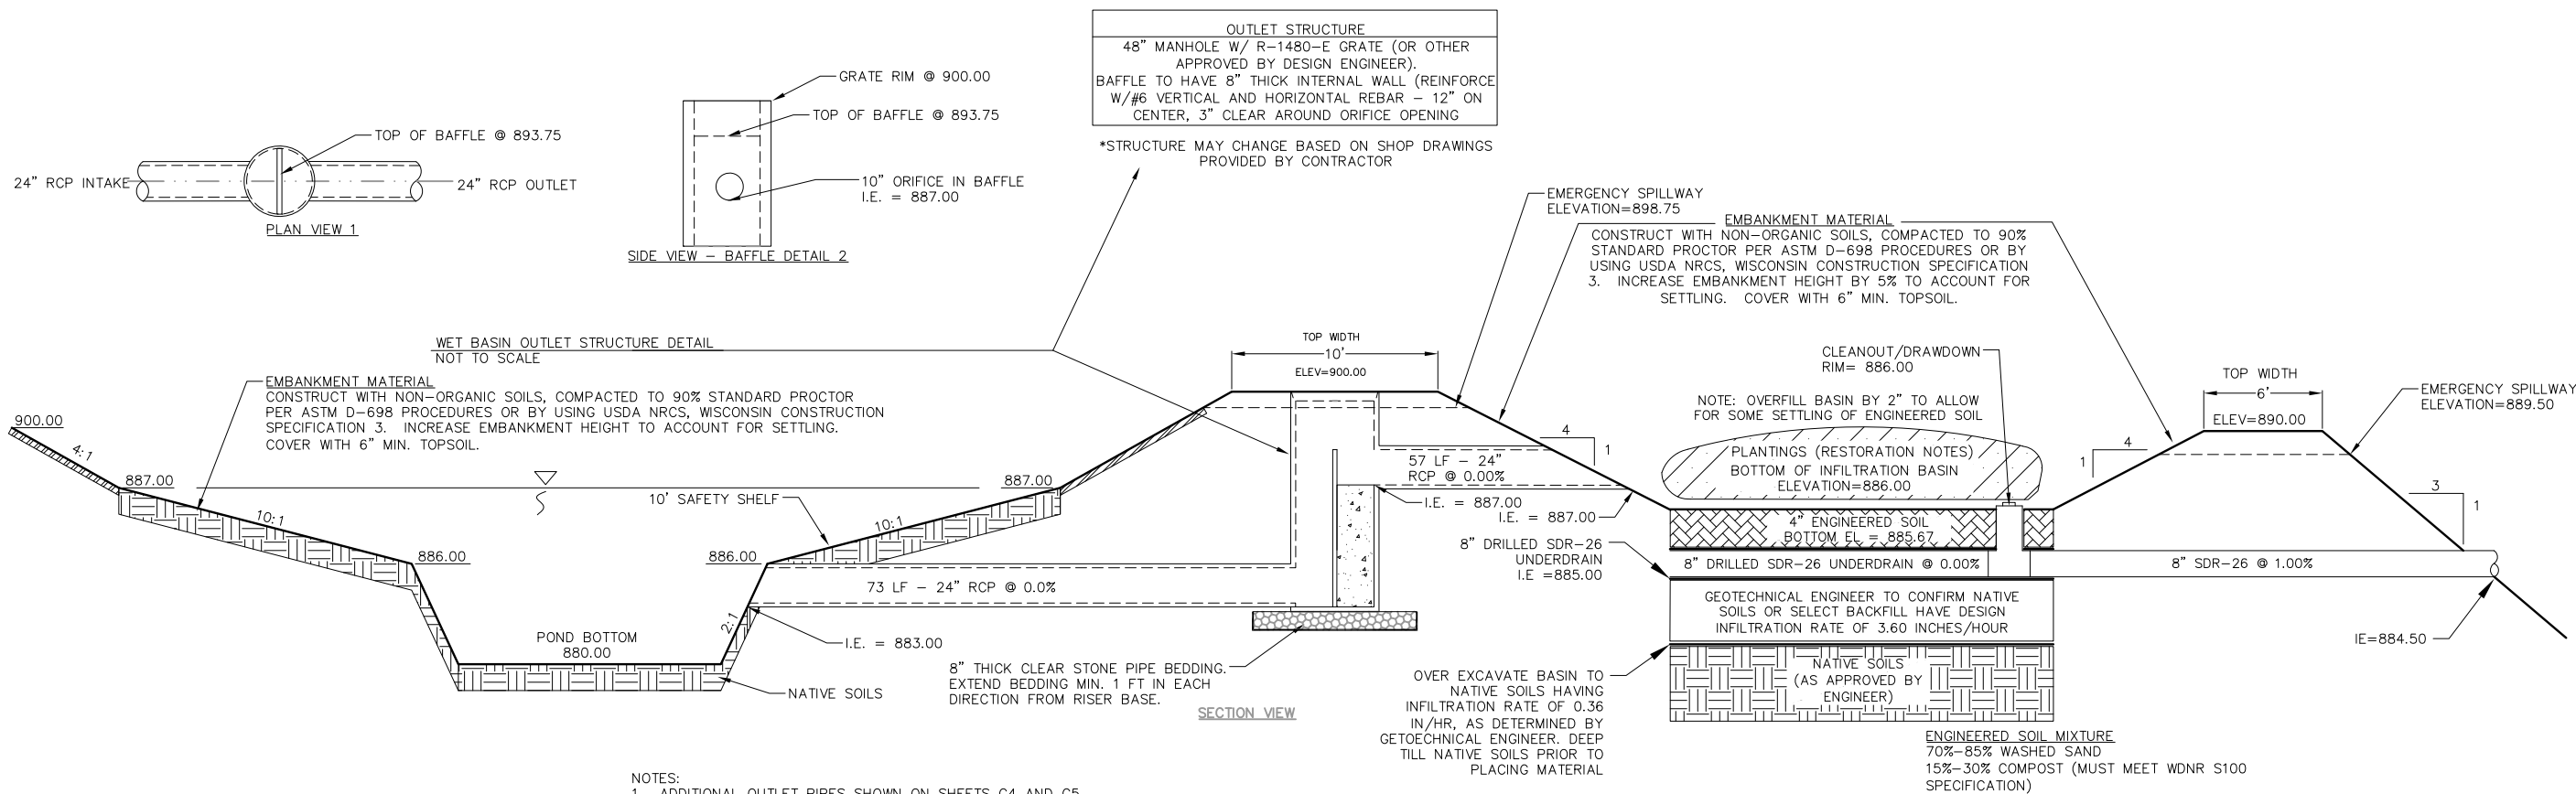 OUTLET STRUCTURE
48" MANHOLE W/ R-1480-E GRATE (OR OTHER
APPROVED BY DESIGN ENGINEER).
BAFFLE TO HAVE 8" THICK INTERNAL WALL (REINFORCE
W/#6 VERTICAL AND HORIZONTAL REBAR - 12" ON
CENTER, 3" CLEAR AROUND ORIFICE OPENING
*STRUCTURE MAY CHANGE BASED ON SHOP DRAWINGS
PROVIDED BY CONTRACTOR
TOP OF BAFFLE @ 893.75
24" RCP INTAKE
24" RCP OUTLET
PLAN VIEW 1
GRATE RIM @ 900.00
TOP OF BAFFLE @ 893.75
10" ORIFICE IN BAFFLE
I.E. = 887.00
SIDE VIEW - BAFFLE DETAIL 2
EMERGENCY SPILLWAY
ELEVATION=898.75
EMBANKMENT MATERIAL
CONSTRUCT WITH NON-ORGANIC SOILS, COMPACTED TO 90%
STANDARD PROCTOR PER ASTM D-698 PROCEDURES OR BY
USING USDA NRCS, WISCONSIN CONSTRUCTION SPECIFICATION
3. INCREASE EMBANKMENT HEIGHT BY 5% TO ACCOUNT FOR
SETTLING. COVER WITH 6" MIN. TOPSOIL.
WET BASIN OUTLET STRUCTURE DETAIL
NOT TO SCALE
EMBANKMENT MATERIAL
CONSTRUCT WITH NON-ORGANIC SOILS, COMPACTED TO 90% STANDARD PROCTOR
PER ASTM D-698 PROCEDURES OR BY USING USDA NRCS, WISCONSIN CONSTRUCTION
SPECIFICATION 3. INCREASE EMBANKMENT HEIGHT TO ACCOUNT FOR SETTLING.
COVER WITH 6" MIN. TOPSOIL.
TOP WIDTH
10'
ELEV=900.00
CLEANOUT/DRAWDOWN
RIM= 886.00
TOP WIDTH
6'
ELEV=890.00
EMERGENCY SPILLWAY
ELEVATION=889.50
NOTE: OVERFILL BASIN BY 2" TO ALLOW
FOR SOME SETTLING OF ENGINEERED SOIL
PLANTINGS (RESTORATION NOTES)
BOTTOM OF INFILTRATION BASIN
ELEVATION=886.00
900.00
4:1
887.00
10:1
886.00
887.00
10' SAFETY SHELF
10:1
886.00
2:1
POND BOTTOM
880.00
73 LF - 24" RCP @ 0.0%
I.E. = 883.00
NATIVE SOILS
4
1
57 LF - 24"
RCP @ 0.00%
I.E. = 887.00
I.E. = 887.00
8" DRILLED SDR-26
UNDERDRAIN
I.E =885.00
4
1
3
1
4" ENGINEERED SOIL
BOTTOM EL = 885.67
8" DRILLED SDR-26 UNDERDRAIN @ 0.00%
8" SDR-26 @ 1.00%
GEOTECHNICAL ENGINEER TO CONFIRM NATIVE
SOILS OR SELECT BACKFILL HAVE DESIGN
INFILTRATION RATE OF 3.60 INCHES/HOUR
IE=884.50
8" THICK CLEAR STONE PIPE BEDDING.
EXTEND BEDDING MIN. 1 FT IN EACH
DIRECTION FROM RISER BASE.
SECTION VIEW
OVER EXCAVATE BASIN TO
NATIVE SOILS HAVING
INFILTRATION RATE OF 0.36
IN/HR, AS DETERMINED BY
GETOECHNICAL ENGINEER. DEEP
TILL NATIVE SOILS PRIOR TO
PLACING MATERIAL
NATIVE SOILS
(AS APPROVED BY
ENGINEER)
ENGINEERED SOIL MIXTURE
70%-85% WASHED SAND
15%-30% COMPOST (MUST MEET WDNR S100
SPECIFICATION)
NOTES:
1. ADDITIONAL OUTLET PIPES SHOWN ON SHEETS C4 AND C5